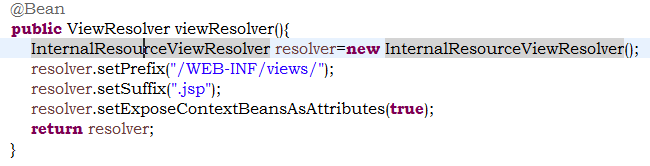 @Bean
public ViewResolver viewResolver(){
InternalResourceViewResolver resolver=new InternalResourceViewResolver();
resolver.setPrefix("/WEB-INF/views/");
resolver.setSuffix(".jsp");
resolver.setExposeContextBeansAsAttributes(true);
return resolver;
}